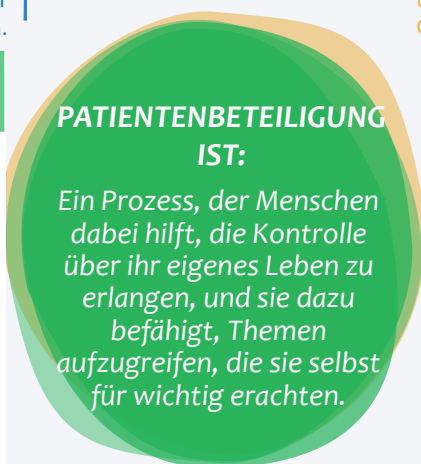 PATIENTENBETEILIGUNG
IST:
Ein Prozess, der Menschen
dabei hilft, die Kontrolle
über ihr eigenes Leben zu
erlangen, und sie dazu
befähigt, Themen
aufzugreifen, die sie selbst
für wichtig erachten.